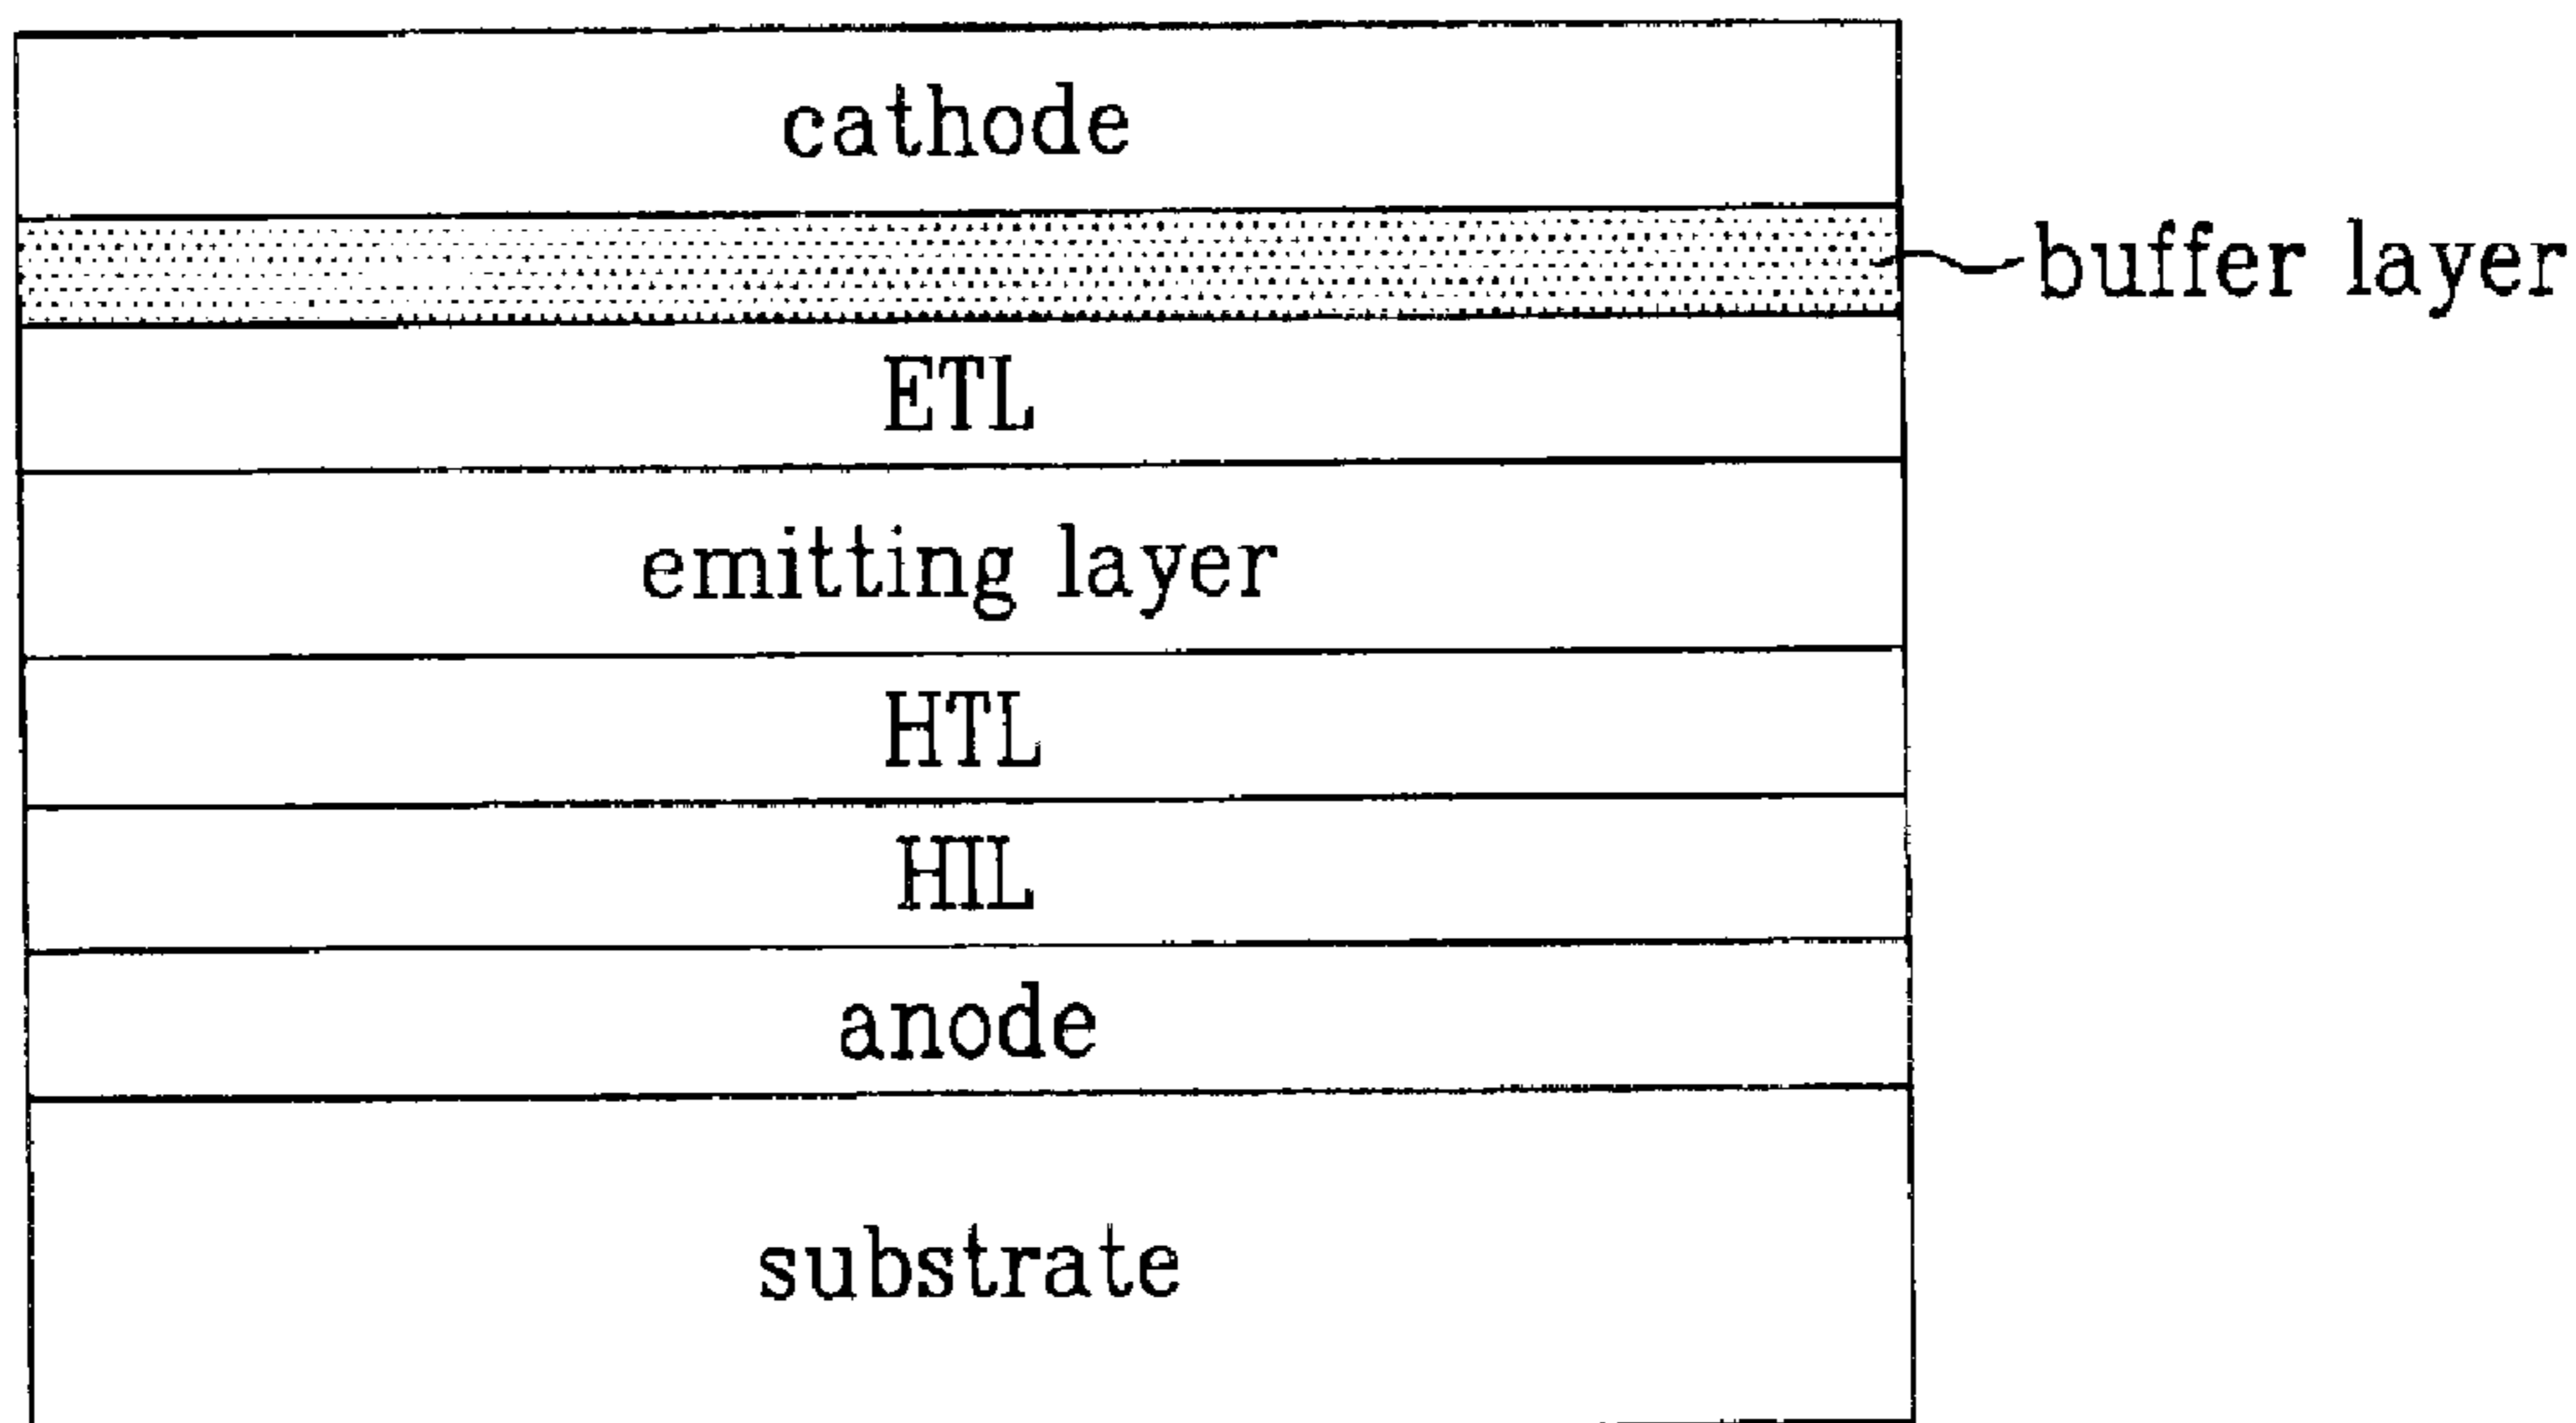 cathode
buffer layer
ETL
emitting layer
HTL
HIL
anode
substrate